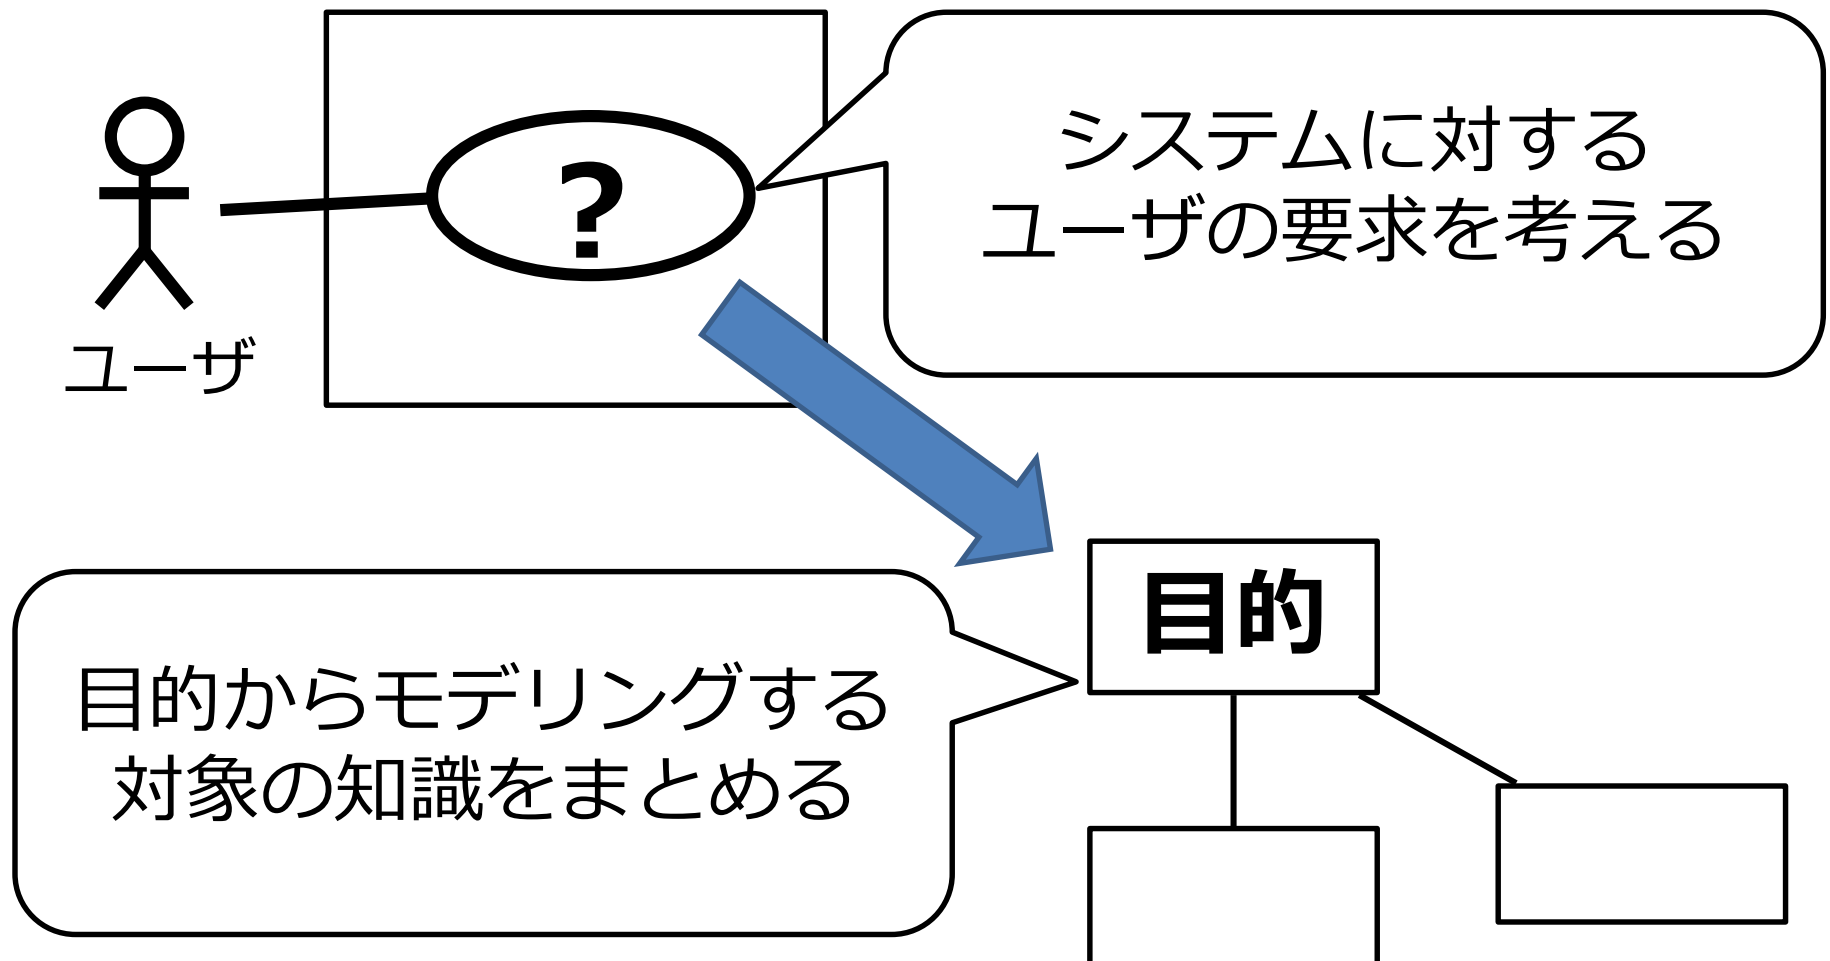 ?
システムに対する
ユーザの要求を考える
ユーザ
目的
目的からモデリングする
対象の知識をまとめる